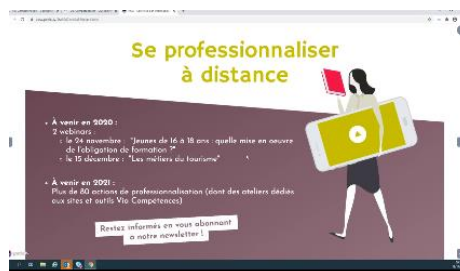 Se professionnaliser
à distance
• À venir en 2020 :
2 webinars :
le 24 novembre : "Jeunes de 16 à 18 ans : quelle mise en oeuvre
de l'obligation de formation ?"
le 15 décembre : "Les métiers du tourisme"
• À venir en 2021 :
Plus de 80 actions de professionnalisation (dont des ateliers dédiés
aux sites et outils Via Compétences)
Restez informés en vous abonnant
à notre newsletter !